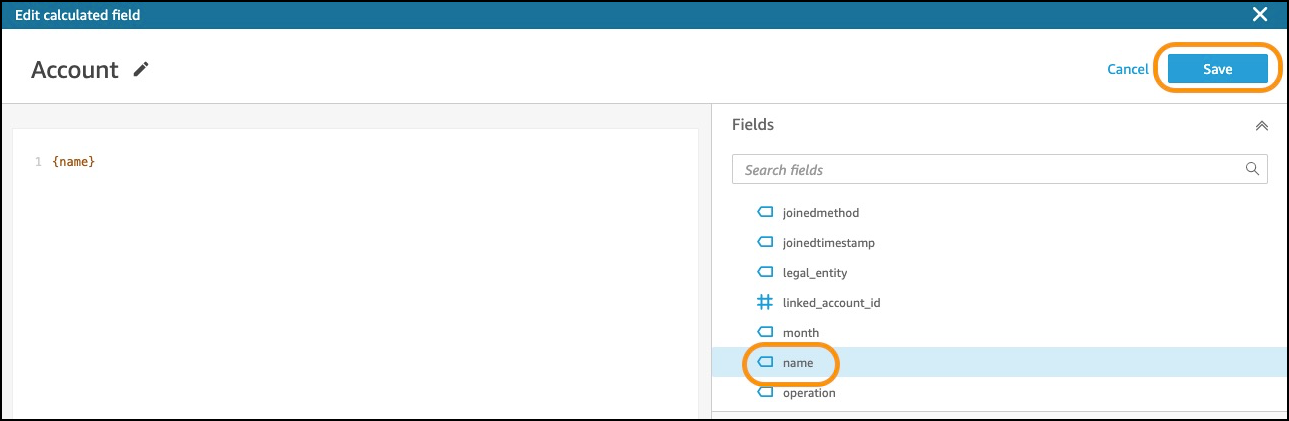 Edit calculated field
Account
Cancel
Save
1 {name}
Fields
Search fields
joinedmethod
joinedtimestamp
legal_entity
linked_account_id
month
name
operation